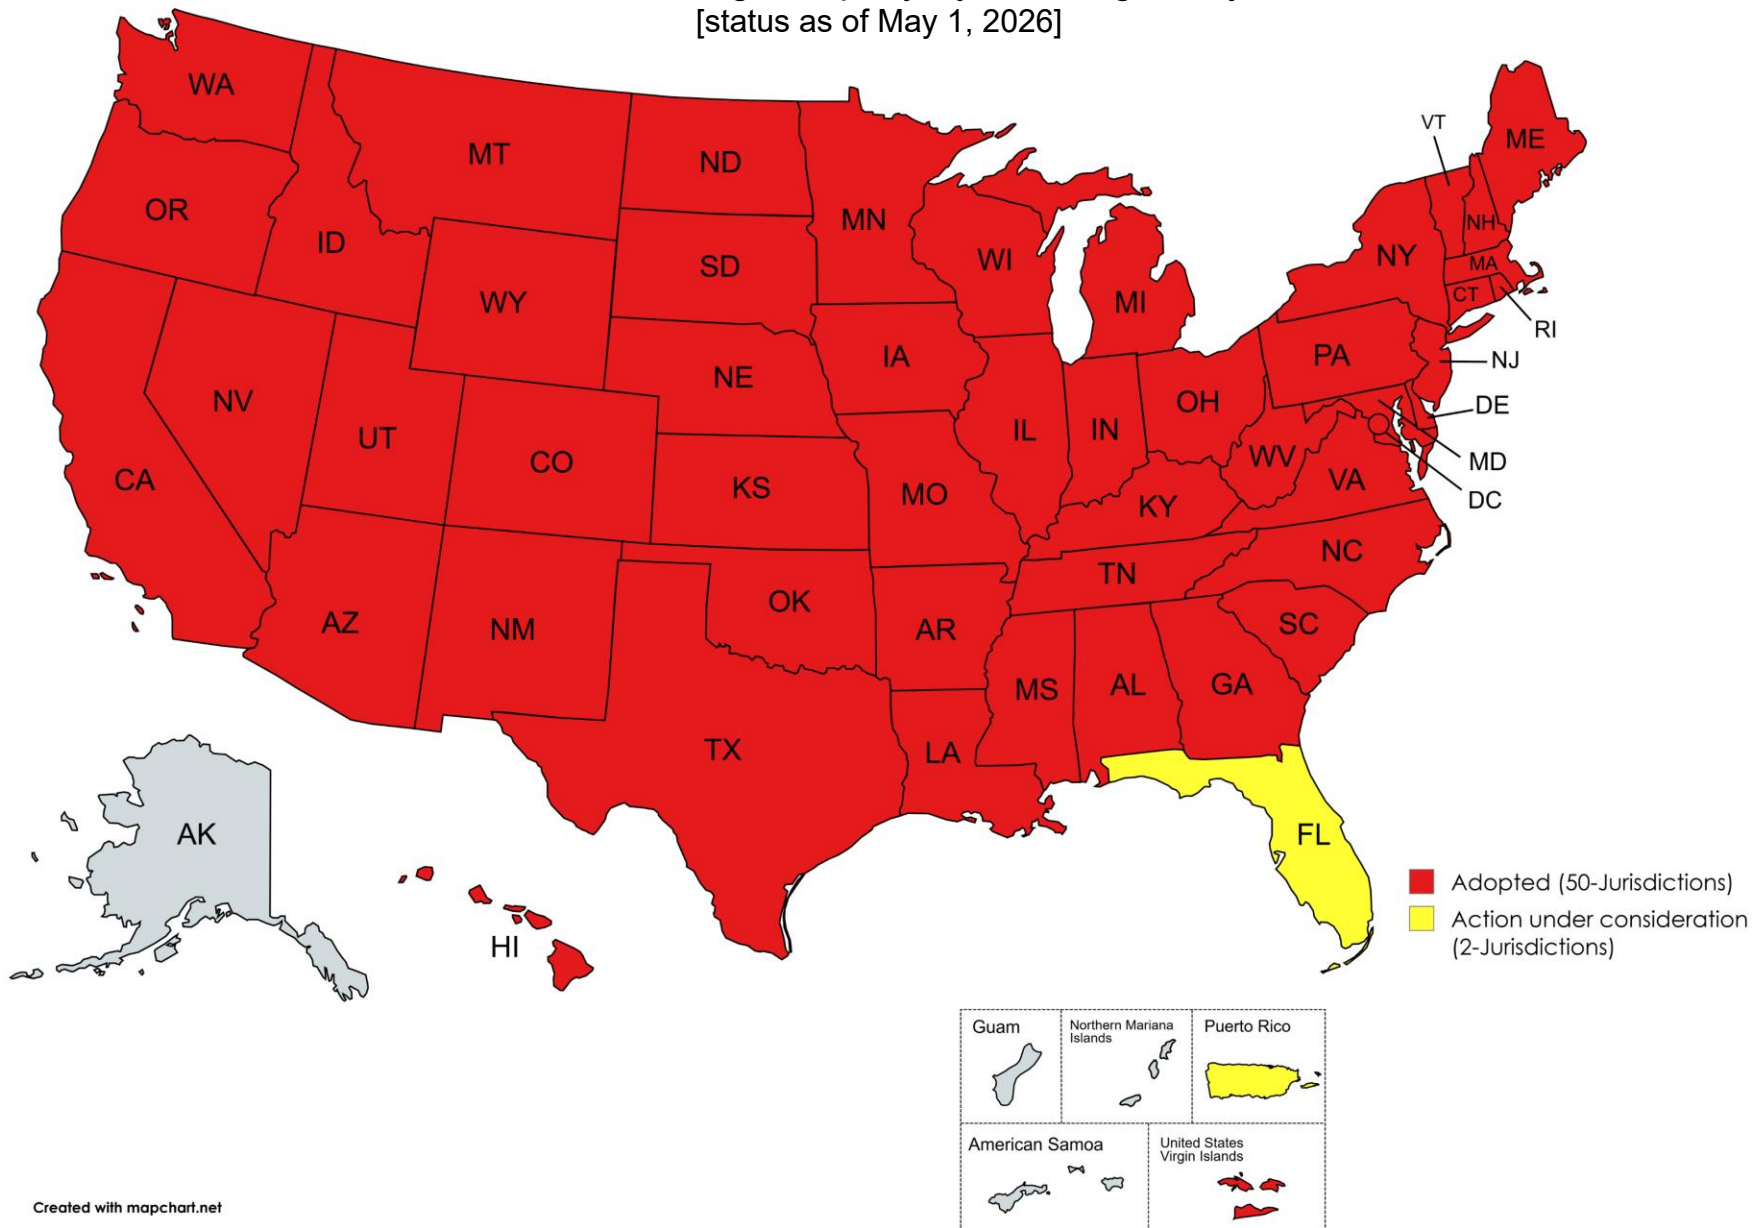 [status as of May 1, 2026]
WA
MT
ND
MN
VT
ME
OR
ID
SD
WI
MI
NY
NH
MA
CT
RI
WY
IA
NE
PA
NJ
NV
UT
CO
IL
IN
OH
DE
CA
KS
MO
WV
VA
MD
DC
KY
NC
TN
AZ
NM
OK
AR
SC
MS
AL
GA
TX
LA
AK
FL
HI
Adopted (50-Jurisdictions)
Action under consideration
(2-Jurisdictions)
Guam
Northern Mariana
Islands
Puerto Rico
American Samoa
United States
Virgin Islands
Created with mapchart.net